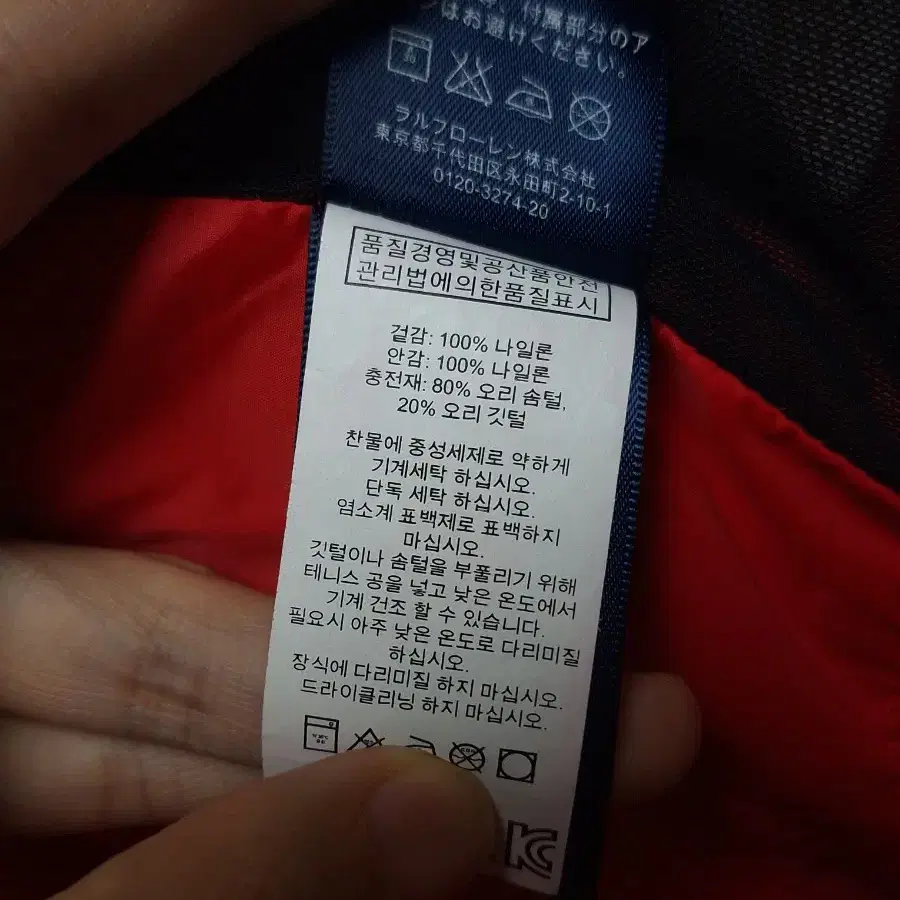 付属部分のア
はお避けください。
ラルフローレン株式会社
東京都千代田区永田町2-10-1
0120-3274-20
품질경영및공산품안전
관리법에의한품질표시
겉감: 100% 나일론
안감: 100% 나일론
충전재: 80% 오리 솜털,
20% 오리 깃털
찬물에 중성세제로 약하게
기계세탁 하십시오.
단독 세탁 하십시오.
염소계 표백제로 표백하지
마십시오.
깃털이나 솜털을 부풀리기 위해
테니스 공을 넣고 낮은 온도에서
기계 건조 할 수 있습니다.
필요시 아주 낮은 온도로 다리미질
하십시오.
장식에 다리미질 하지 마십시오.
드라이클리닝 하지 마십시오.